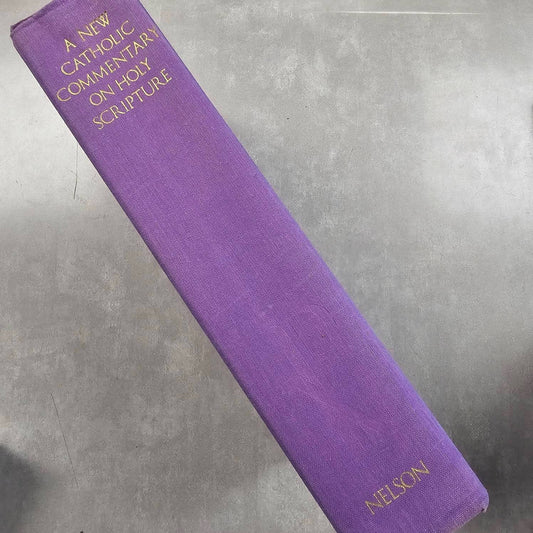 A NEW
CATHOLIC
COMMENTARY
ON HOLY
SCRIPTURE
NELSON